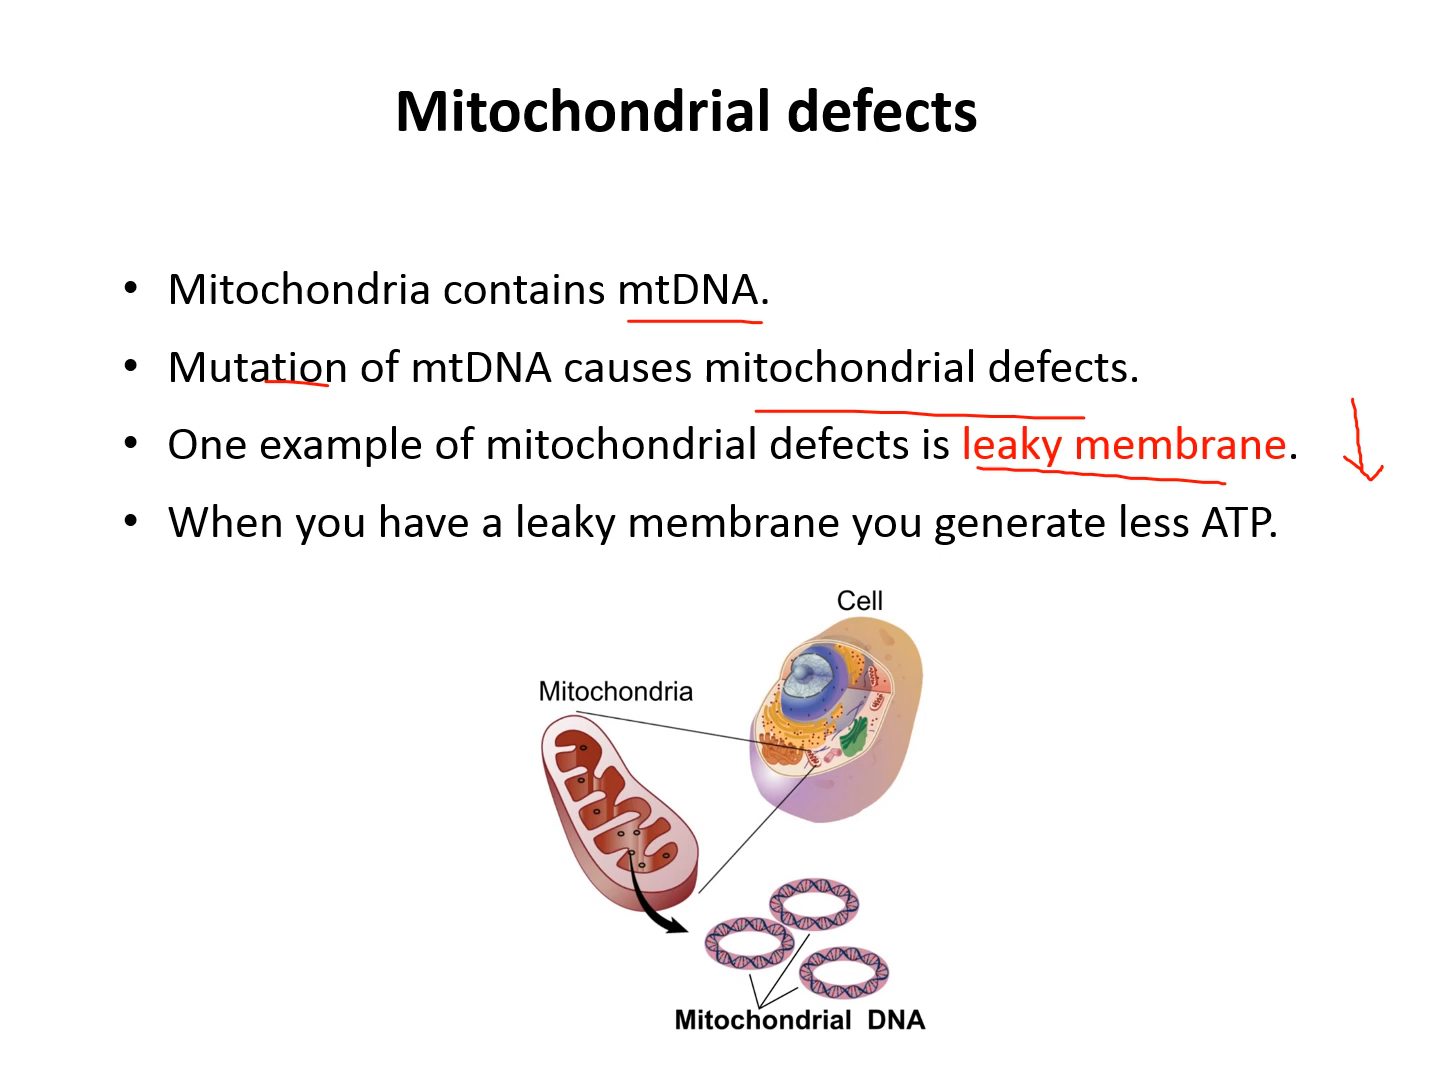 Mitochondrial defects
• Mitochondria contains mtDNA.
• Mutation of mtDNA causes mitochondrial defects.
• One example of mitochondrial defects is leaky membrane.
• When you have a leaky membrane you generate less ATP.
Cell
Mitochondria
Mitochondrial DNA